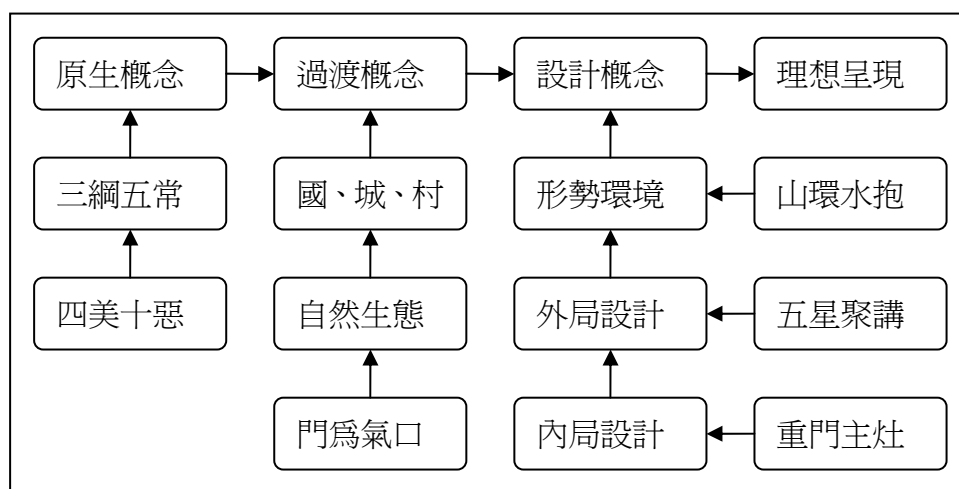 原生概念
過渡概念
設計概念
理想呈現
三綱五常
國、城、村
形勢環境
山環水抱
四美十惡
自然生態
外局設計
五星聚講
門為氣口
內局設計
重門主灶